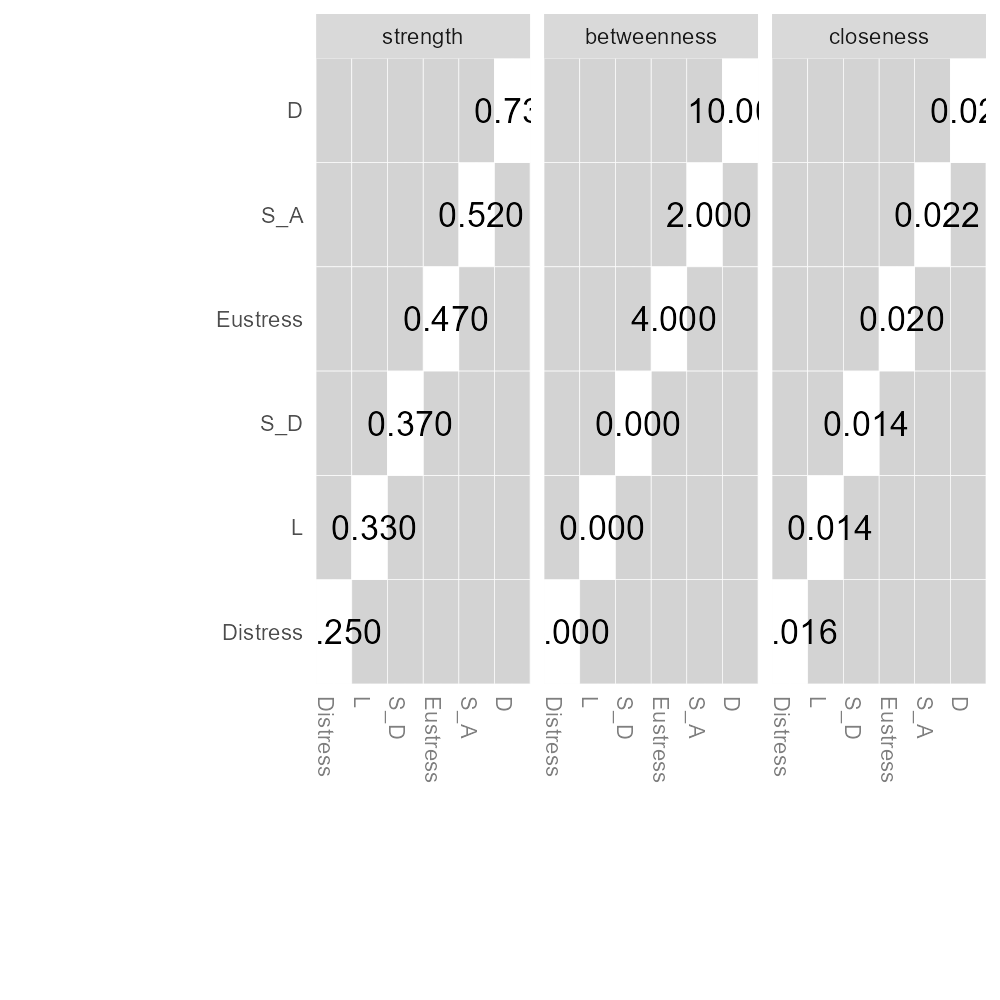 strength betweenness closeness
D 0.73 10.00 0.02
S_A 0.520 2.000 0.022
Eustress 0.470 4.000 0.020
S_D 0.370 0.000 0.014
L 0.330 0.000 0.014
Distress .250 .000 .016
Distress L S_D Eustress S_A D Distress L S_D Eustress S_A D Distress L S_D Eustress S_A D